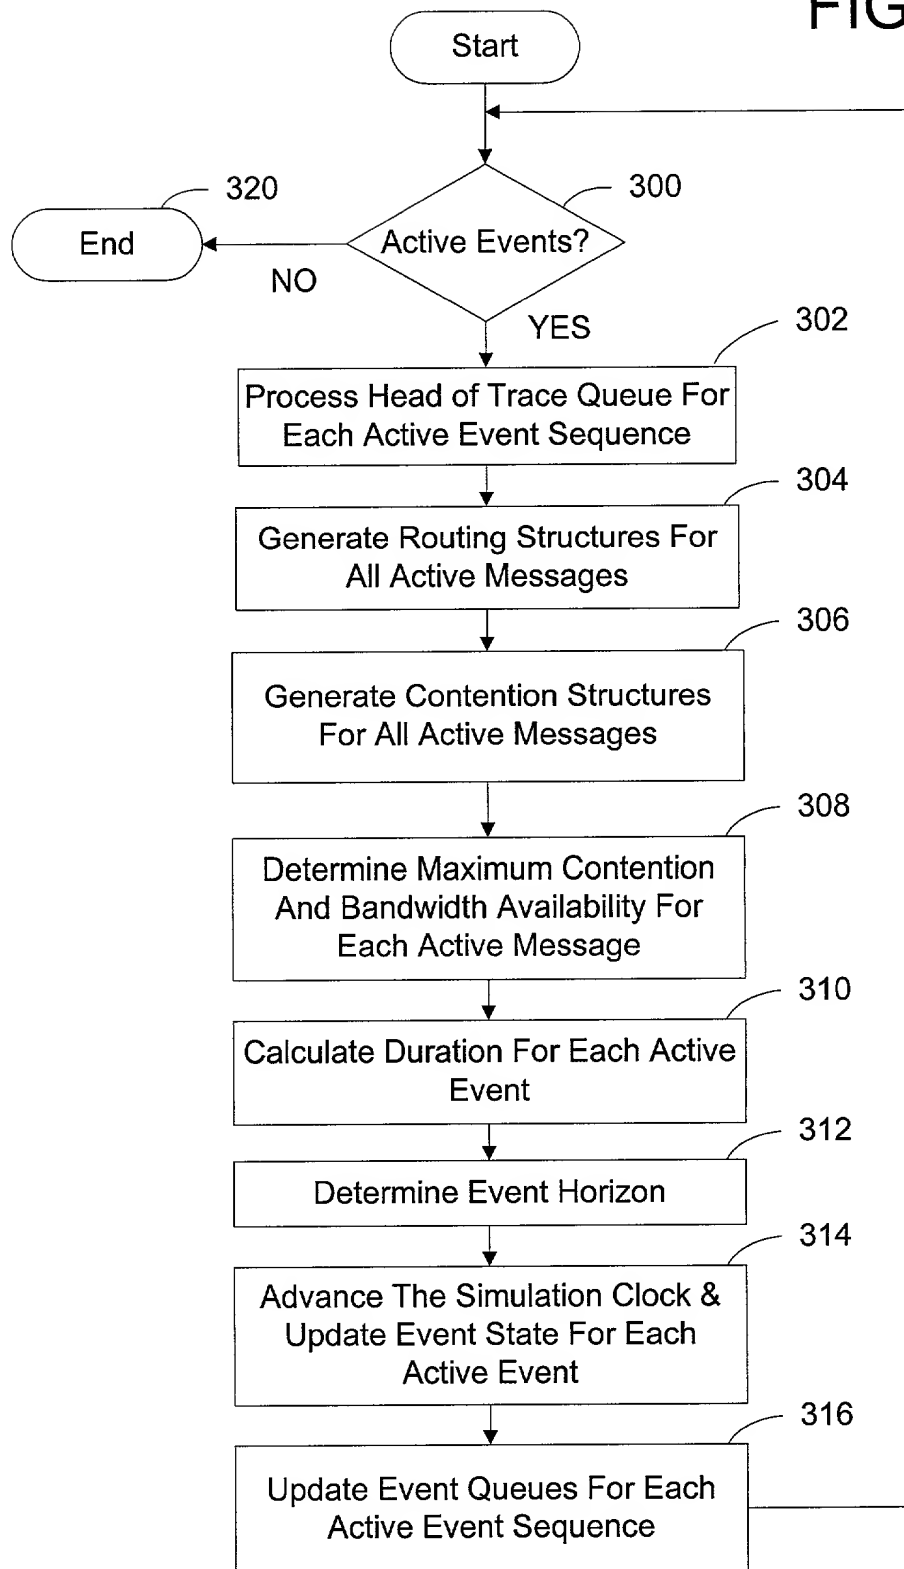 FIG
Start
320
300
End
Active Events?
NO
YES
302
Process Head of Trace Queue For
Each Active Event Sequence
304
Generate Routing Structures For
All Active Messages
306
Generate Contention Structures
For All Active Messages
308
Determine Maximum Contention
And Bandwidth Availability For
Each Active Message
310
Calculate Duration For Each Active
Event
312
Determine Event Horizon
314
Advance The Simulation Clock &
Update Event State For Each
Active Event
316
Update Event Queues For Each
Active Event Sequence